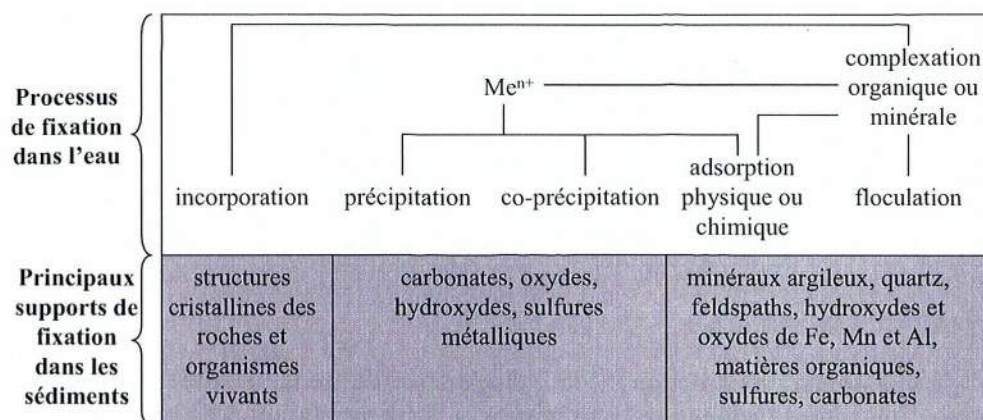 Processus
de fixation
dans l'eau
complexation
organique ou
minérale
Meⁿ⁺
incorporation
précipitation
co-précipitation
adsorption
physique ou
chimique
floculation
Principaux
supports de
fixation
dans les
sédiments
structures
cristallines des
roches et
organismes
vivants
carbonates, oxydes,
hydroxydes, sulfures
métalliques
minéraux argileux, quartz,
feldspaths, hydroxydes et
oxydes de Fe, Mn et Al,
matières organiques,
sulfures, carbonates